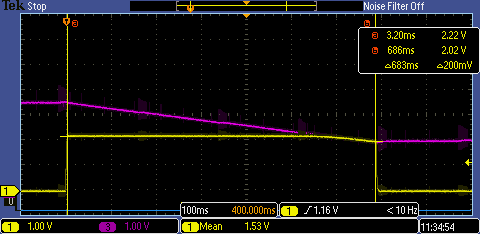 Tek Stop Noise Filter Off
3.20ms 2.22 V
686ms 2.02 V
△683ms △200mV
1
100ms 400.000ms 1 1.16 V < 10 Hz
1 1.00 V 3 1.00 V 1 Mean 1.53 V 11:34:54